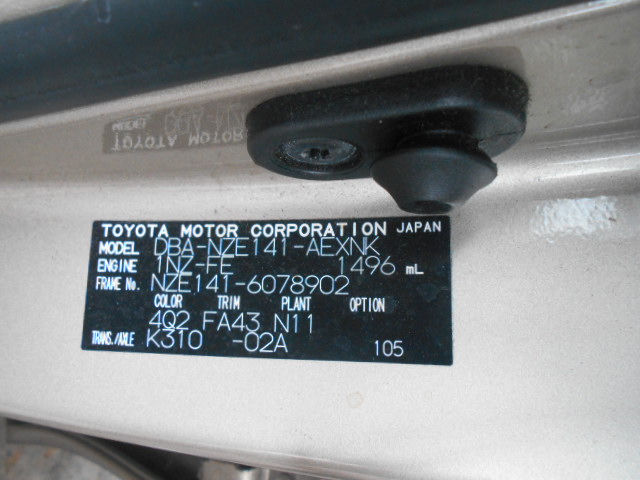 TOYOTA MOTOR CORPORATION JAPAN
MODEL DBA-NZE141-AEXNK
ENGINE 1NZ-FE 1496 mL
FRAME No. NZE141-6078902
COLOR TRIM PLANT OPTION
4Q2 FA43 N11
TRANS./AXLE K310 -02A 105